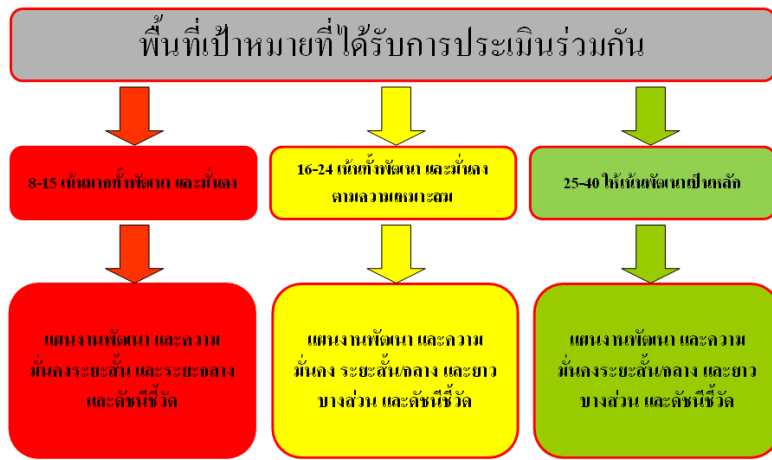 พื้นที่เป้าหมายที่ได้รับการประเมินร่วมกัน
8-15 เน้นมากทั้งพัฒนา และมั่นคง
16-24 เน้นทั้งพัฒนา และมั่นคง
ตามความเหมาะสม
25-40 ให้เน้นพัฒนาเป็นหลัก
แผนงานพัฒนา และความ
มั่นคงระยะสั้น และระยะกลาง
และดัชนีชี้วัด
แผนงานพัฒนา และความ
มั่นคง ระยะสั้น/กลาง และยาว
บางส่วน และดัชนีชี้วัด
แผนงานพัฒนา และความ
มั่นคงระยะสั้น/กลาง และยาว
บางส่วน และดัชนีชี้วัด